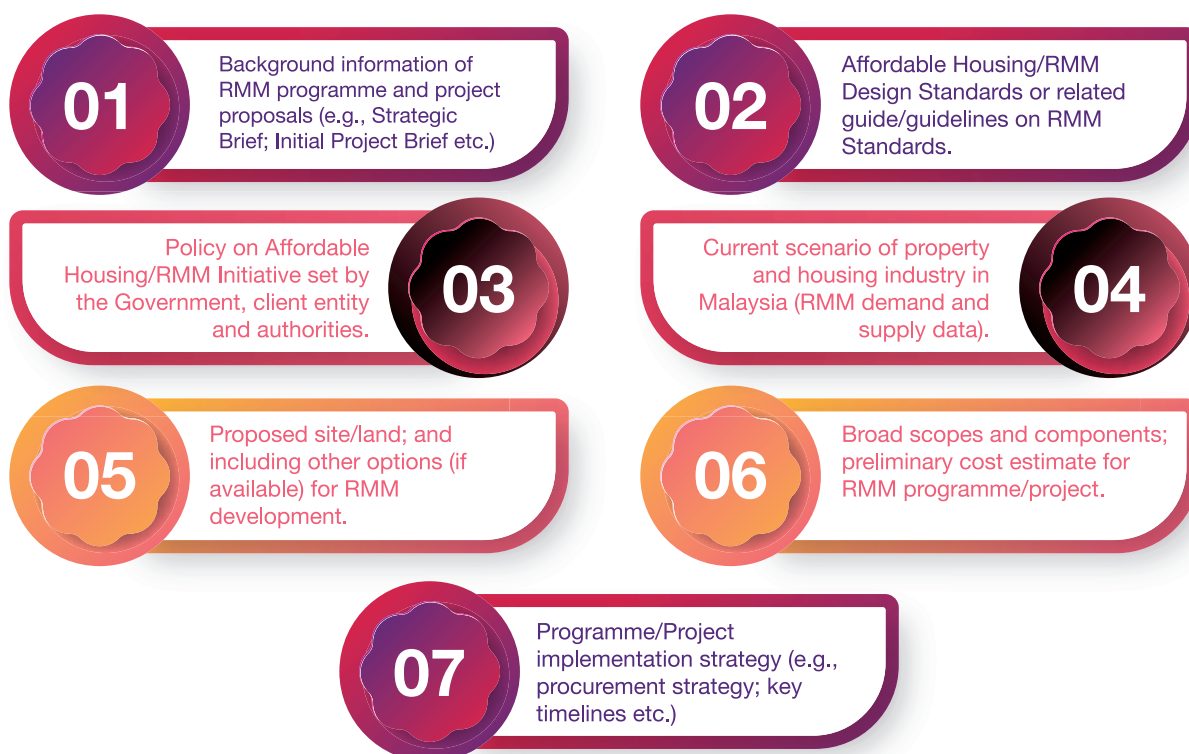 01
Background information of
RMM programme and project
proposals (e.g., Strategic
Brief; Initial Project Brief etc.)
02
Affordable Housing/RMM
Design Standards or related
guide/guidelines on RMM
Standards.
Policy on Affordable
Housing/RMM Initiative set by
the Government, client entity
and authorities.
03
Current scenario of property
and housing industry in
Malaysia (RMM demand and
supply data).
04
05
Proposed site/land; and
including other options (if
available) for RMM
development.
06
Broad scopes and components;
preliminary cost estimate for
RMM programme/project.
07
Programme/Project
implementation strategy (e.g.,
procurement strategy; key
timelines etc.)